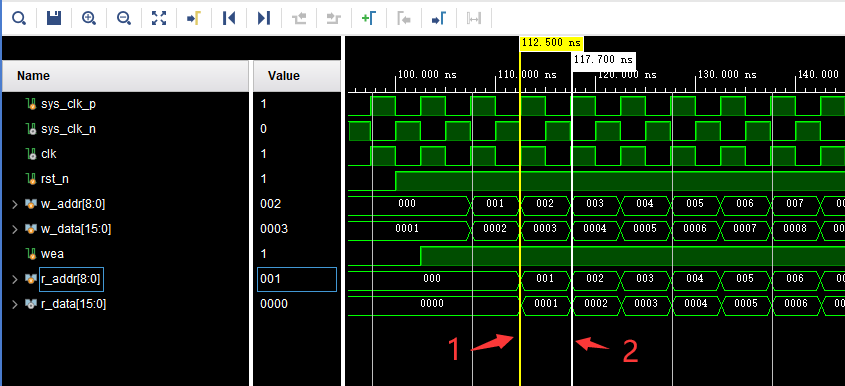 112.500 ns
117.700 ns
Name Value 100.000 ns 110.000 ns 120.000 ns 130.000 ns 140.000
sys_clk_p 1
sys_clk_n 0
clk 1
rst_n 1
w_addr[8:0] 002 000 001 002 003 004 005 006 007
w_data[15:0] 0003 0001 0002 0003 0004 0005 0006 0007 0008
wea 1
r_addr[8:0] 001 000 001 002 003 004 005 006
r_data[15:0] 0000 0000 0001 0002 0003 0004 0005 0006
1 2